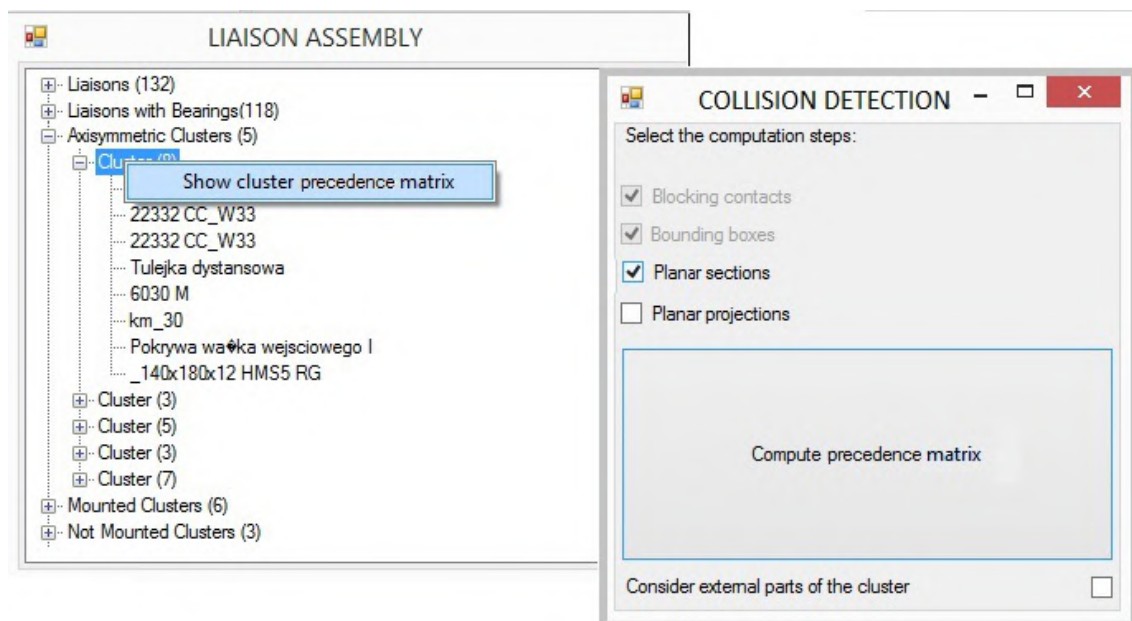 LIAISON ASSEMBLY
Liaisons (132)
Liaisons with Bearings(118)
Axisymmetric Clusters (5)
Show cluster precedence matrix
22332 CC_W33
22332 CC_W33
Tulejka dystansowa
6030 M
km_30
Pokrywa wa�ka wejsciowego I
_140x180x12 HMS5 RG
Cluster (3)
Cluster (5)
Cluster (3)
Cluster (7)
Mounted Clusters (6)
Not Mounted Clusters (3)
COLLISION DETECTION
Select the computation steps:
Blocking contacts
Bounding boxes
Planar sections
Planar projections
Compute precedence matrix
Consider external parts of the cluster